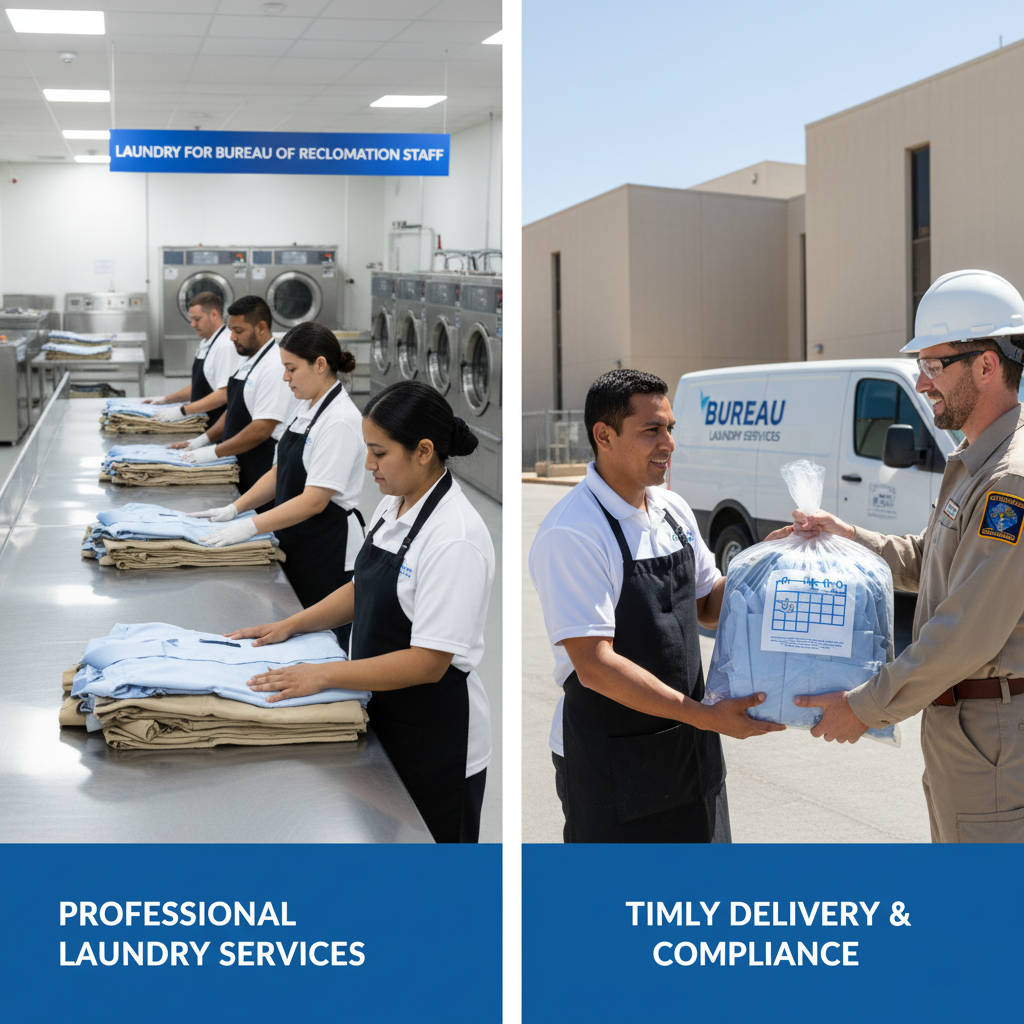 LAUNDRY FOR BUREAU OF RECLOMATION STAFF
PROFESSIONAL
LAUNDRY SERVICES
BUREAU
LAUNDRY SERVICES
TIMLY DELIVERY &
COMPLIANCE